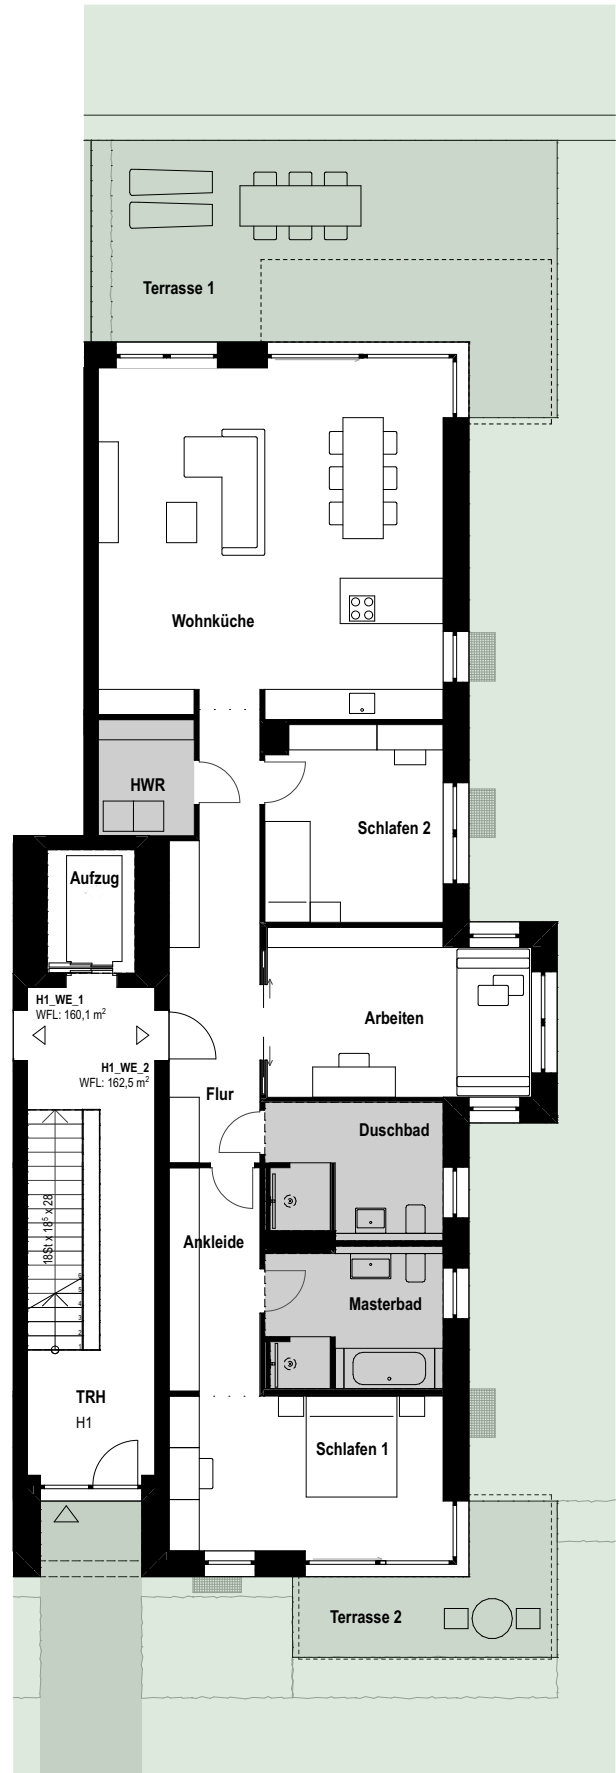 Terrasse 1
Wohnküche
HWR
Schlafen 2
Aufzug
H1_WE_1
WFL: 160,1 m²
Arbeiten
H1_WE_2
WFL: 162,5 m²
Flur
Duschbad
18St x 18⁵ x 28
Ankleide
Masterbad
TRH
H1
Schlafen 1
Terrasse 2